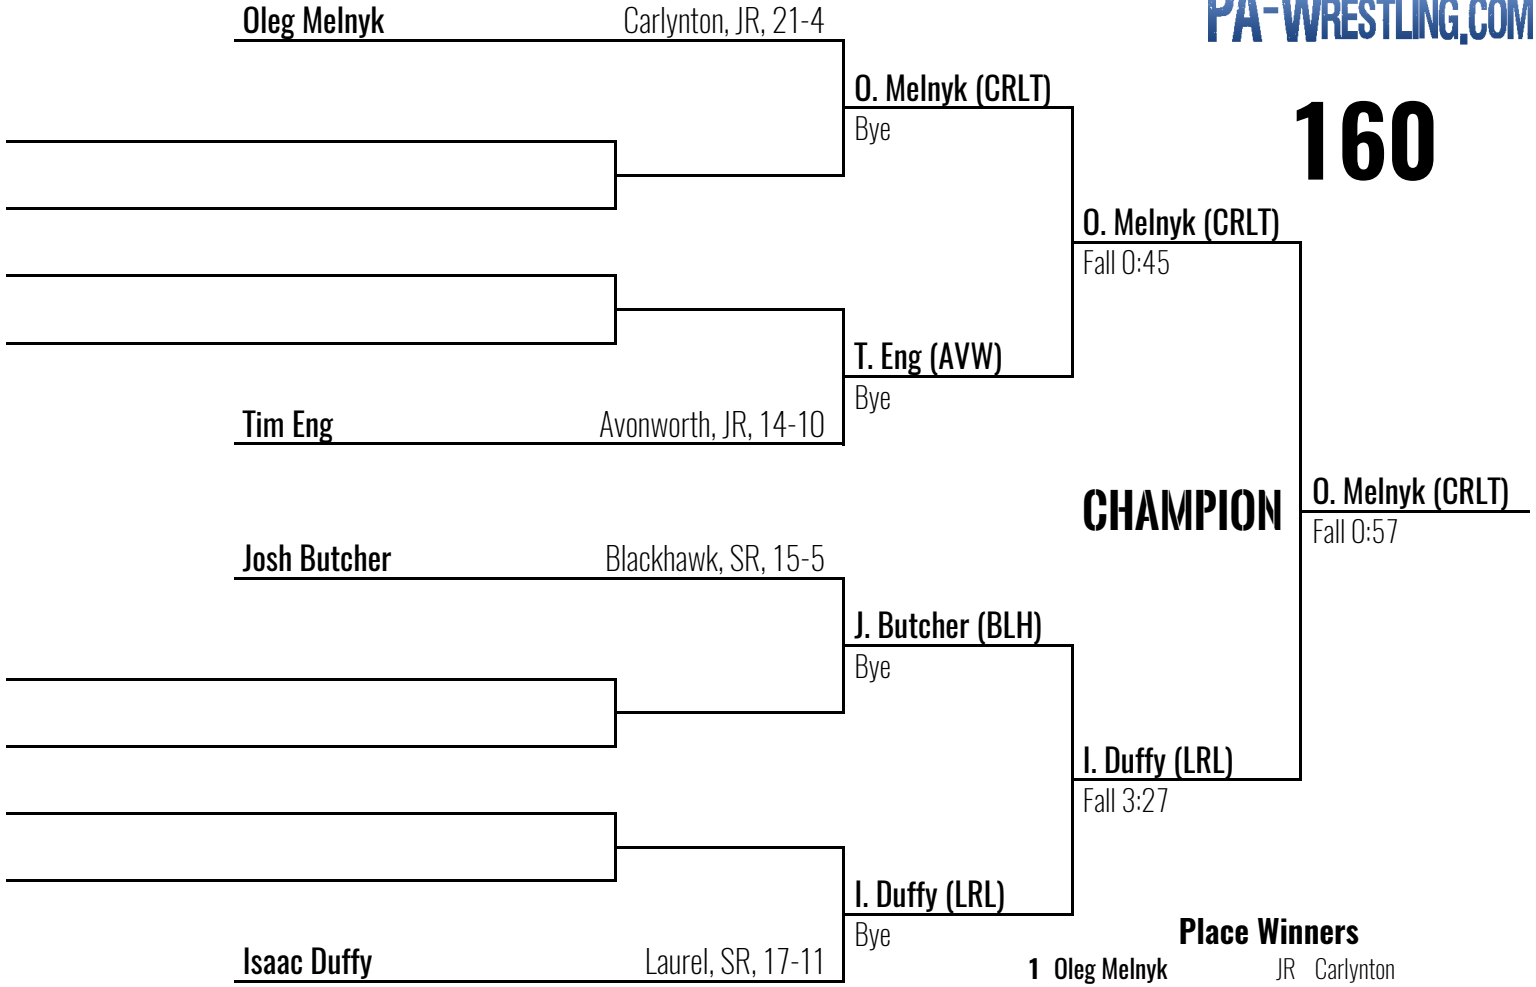 PA-WRESTLING.COM
160
Oleg Melnyk Carlynton, JR, 21-4
O. Melnyk (CRLT)
Bye
O. Melnyk (CRLT)
Fall 0:45
T. Eng (AVW)
Bye
Tim Eng Avonworth, JR, 14-10
CHAMPION
O. Melnyk (CRLT)
Fall 0:57
Josh Butcher Blackhawk, SR, 15-5
J. Butcher (BLH)
Bye
I. Duffy (LRL)
Fall 3:27
I. Duffy (LRL)
Bye
Isaac Duffy Laurel, SR, 17-11
Place Winners
1 Oleg Melnyk JR Carlynton